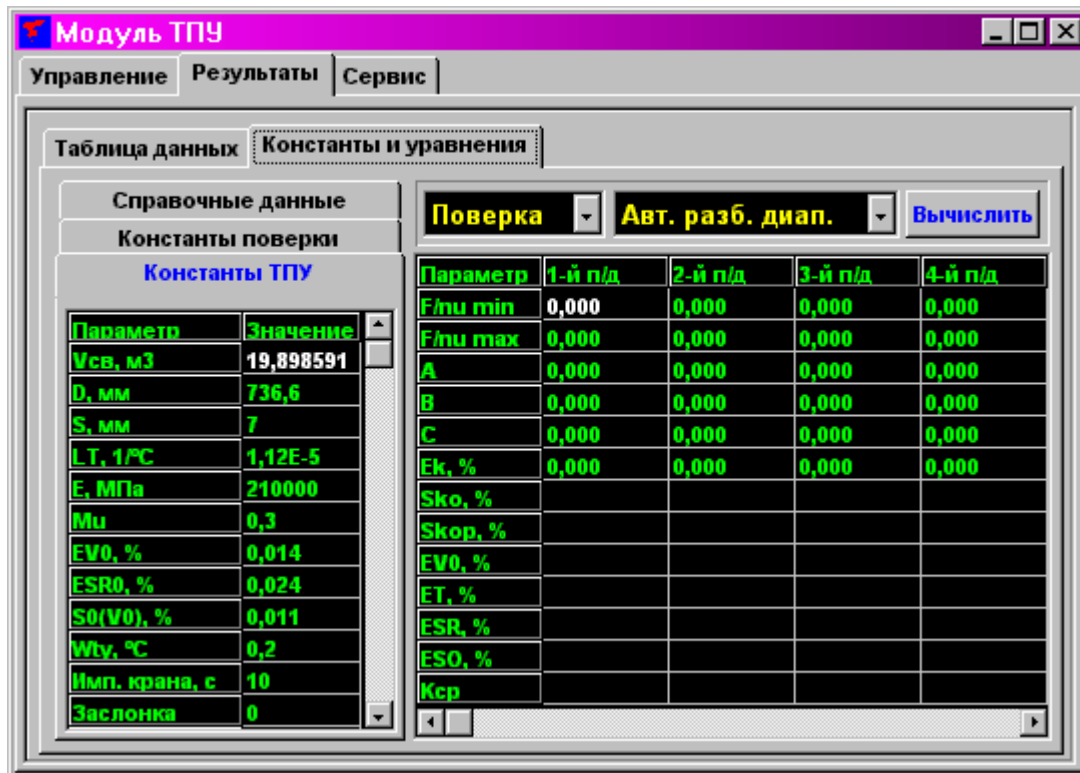 Модуль ТПУ
Управление Результаты Сервис
Таблица данных Константы и уравнения
Справочные данные
Константы поверки
Константы ТПУ
Параметр Значение
Vсв, м3 19,898591
D, мм 736,6
S, мм 7
LT, 1/ºC 1,12E-5
E, МПа 210000
Mu 0,3
EV0, % 0,014
ESR0, % 0,024
S0(V0), % 0,011
Wty, ºC 0,2
Имп. крана, с 10
Заслонка 0
Поверка Авт. разб. диап. Вычислить
Параметр 1-й п/д 2-й п/д 3-й п/д 4-й п/д
F/nu min 0,000 0,000 0,000 0,000
F/nu max 0,000 0,000 0,000 0,000
A 0,000 0,000 0,000 0,000
B 0,000 0,000 0,000 0,000
C 0,000 0,000 0,000 0,000
Ek, % 0,000 0,000 0,000 0,000
Sko, %
Skop, %
EV0, %
ET, %
ESR, %
ESO, %
Kcp